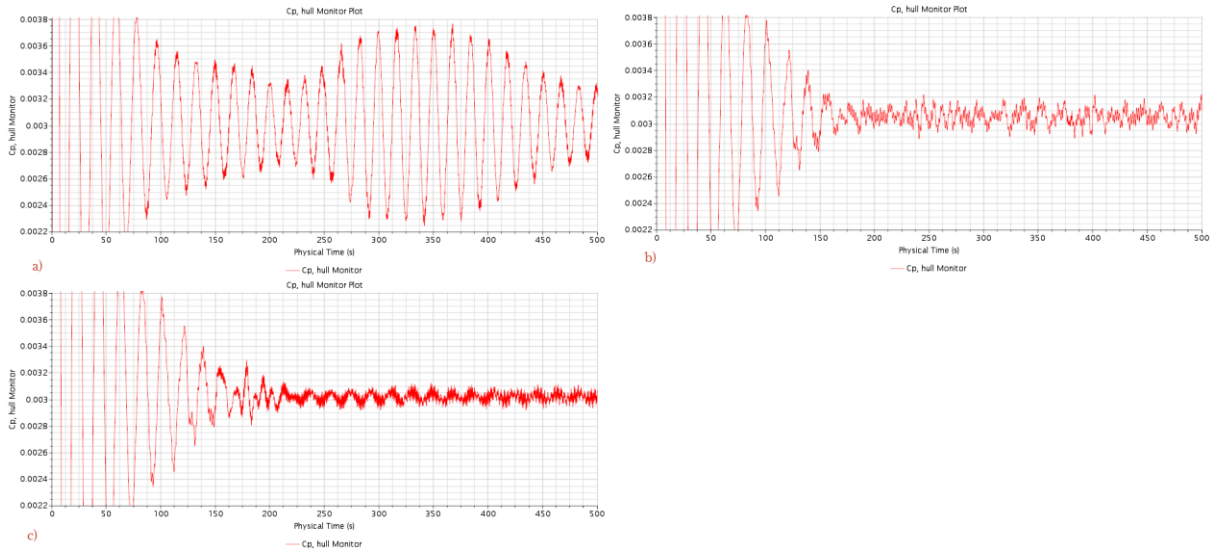 Cp, hull Monitor Plot
Cp, hull Monitor
0.0038
0.0036
0.0034
0.0032
0.003
0.0028
0.0026
0.0024
0.0022
0 50 100 150 200 250 300 350 400 450 500
Physical Time (s)
a)
Cp, hull Monitor
Cp, hull Monitor Plot
Cp, hull Monitor
0.0038
0.0036
0.0034
0.0032
0.003
0.0028
0.0026
0.0024
0.0022
0 50 100 150 200 250 300 350 400 450 500
Physical Time (s)
b)
Cp, hull Monitor
Cp, hull Monitor Plot
Cp, hull Monitor
0.0038
0.0036
0.0034
0.0032
0.003
0.0028
0.0026
0.0024
0.0022
0 50 100 150 200 250 300 350 400 450 500
Physical Time (s)
c)
Cp, hull Monitor